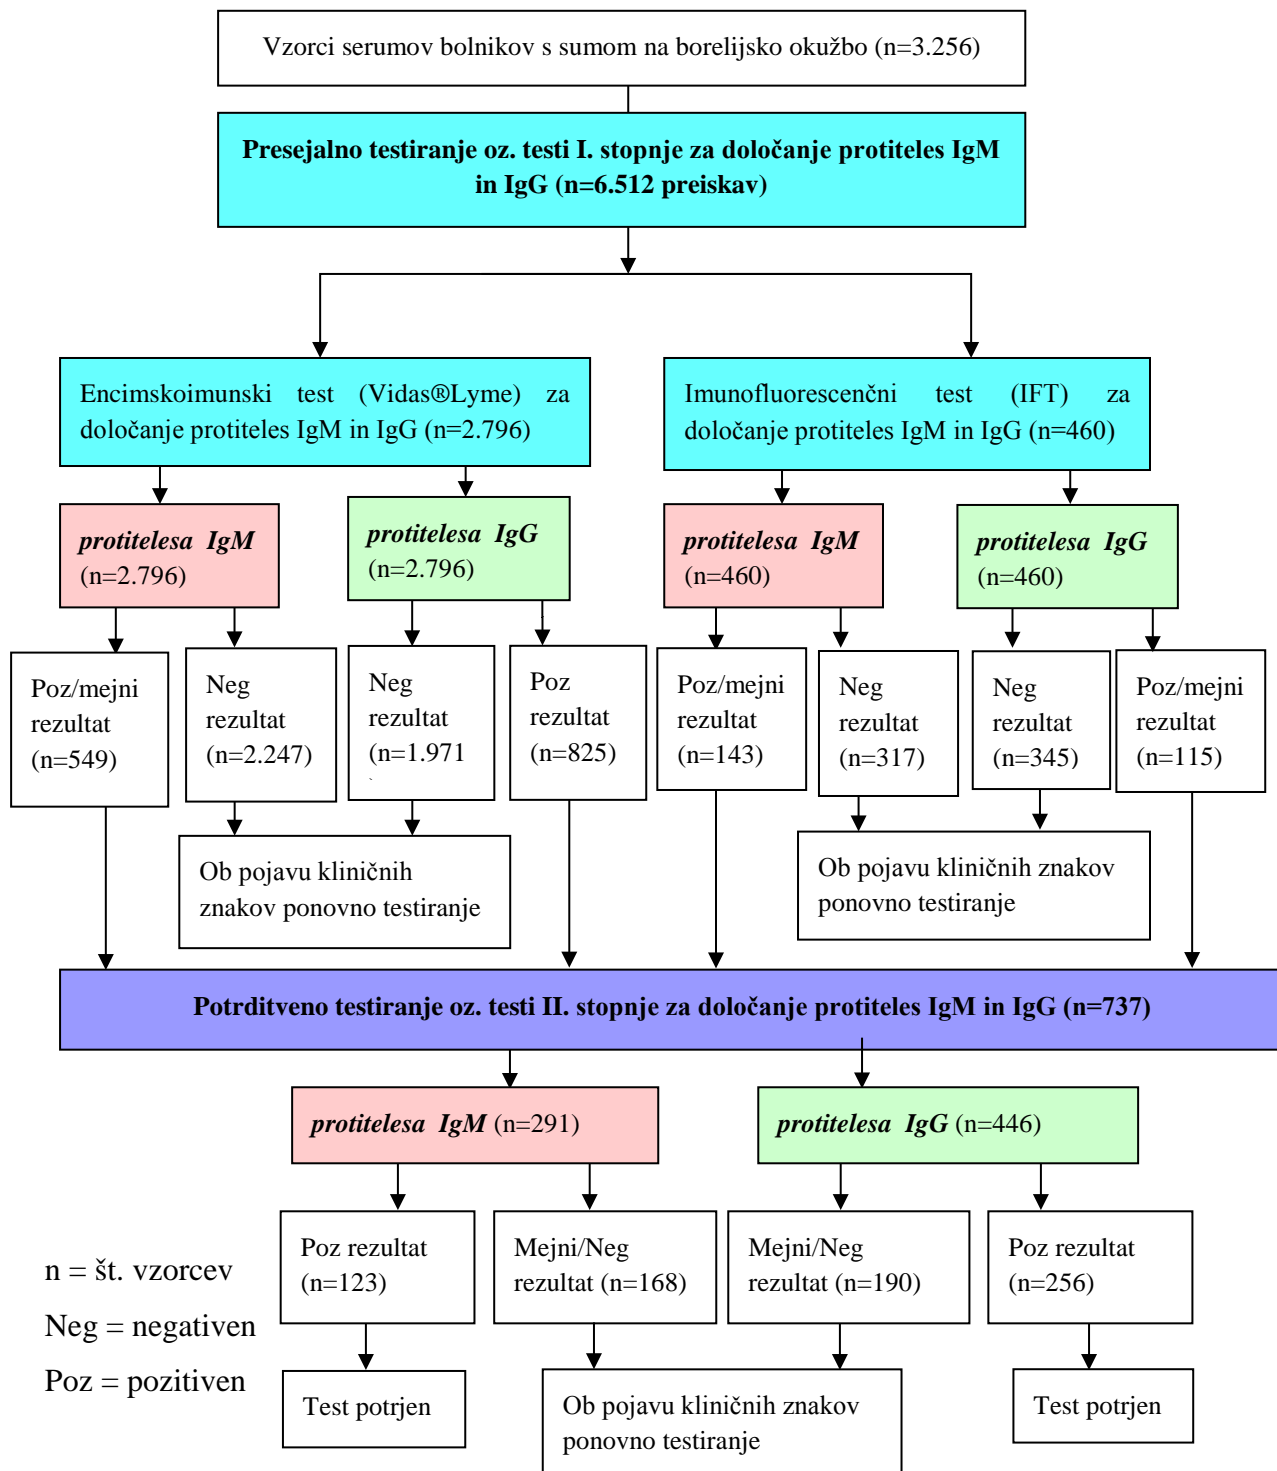 Vzorci serumov bolnikov s sumom na borelijsko okužbo (n=3.256)
Presejalno testiranje oz. testi I. stopnje za določanje protiteles IgM
in IgG (n=6.512 preiskav)
Encimskoimunski test (Vidas®Lyme) za
določanje protiteles IgM in IgG (n=2.796)
Imunofluorescenčni test (IFT) za
določanje protiteles IgM in IgG (n=460)
protitelesa IgM
(n=2.796)
protitelesa IgG
(n=2.796)
protitelesa IgM
(n=460)
protitelesa IgG
(n=460)
Poz/mejni
rezultat
(n=549)
Neg
rezultat
(n=2.247)
Neg
rezultat
(n=1.971
Poz
rezultat
(n=825)
Poz/mejni
rezultat
(n=143)
Neg
rezultat
(n=317)
Neg
rezultat
(n=345)
Poz/mejni
rezultat
(n=115)
Ob pojavu kliničnih
znakov ponovno testiranje
Ob pojavu kliničnih znakov
ponovno testiranje
Potrditveno testiranje oz. testi II. stopnje za določanje protiteles IgM in IgG (n=737)
protitelesa IgM (n=291)
protitelesa IgG (n=446)
Poz rezultat
(n=123)
Mejni/Neg
rezultat (n=168)
Mejni/Neg
rezultat (n=190)
Poz rezultat
(n=256)
n = št. vzorcev
Neg = negativen
Poz = pozitiven
Test potrjen
Ob pojavu kliničnih znakov
ponovno testiranje
Test potrjen